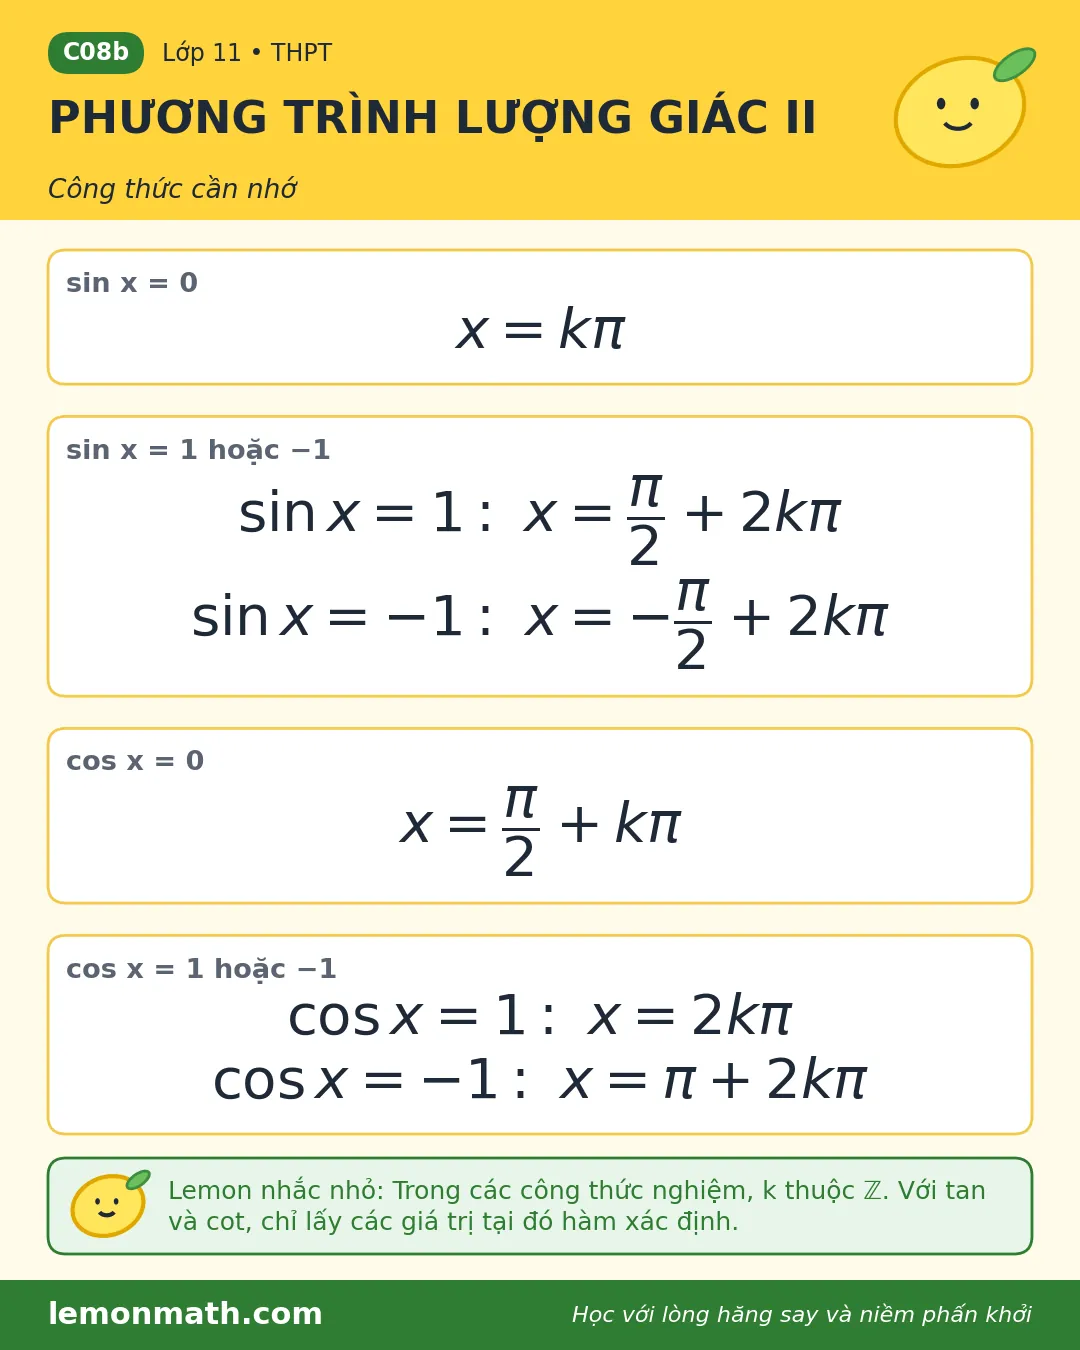 C08b Lớp 11 • THPT
PHƯƠNG TRÌNH LƯỢNG GIÁC II
Công thức cần nhớ
sin x = 0
x = kπ
sin x = 1 hoặc −1
sin x = 1 : x = π/2 + 2kπ
sin x = −1 : x = −π/2 + 2kπ
cos x = 0
x = π/2 + kπ
cos x = 1 hoặc −1
cos x = 1 : x = 2kπ
cos x = −1 : x = π + 2kπ
Lemon nhắc nhỏ: Trong các công thức nghiệm, k thuộc ℤ. Với tan
và cot, chỉ lấy các giá trị tại đó hàm xác định.
lemonmath.com
Học với lòng hăng say và niềm phấn khởi